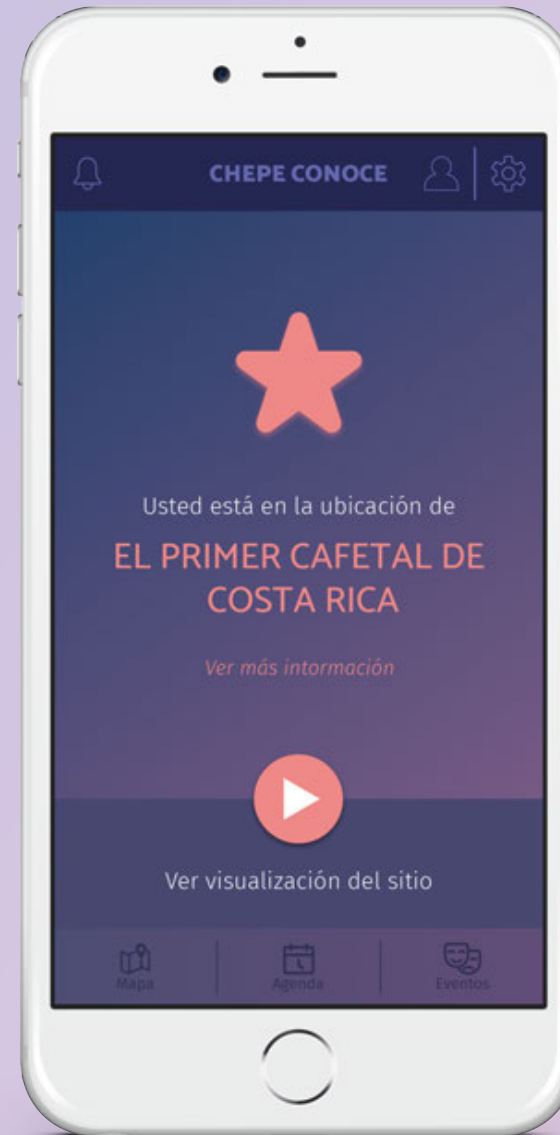 CHEPE CONOCE
Usted está en la ubicación de
EL PRIMER CAFETAL DE
COSTA RICA
Ver más intormación
Ver visualización del sitio
Mapa
Agenda
Eventos